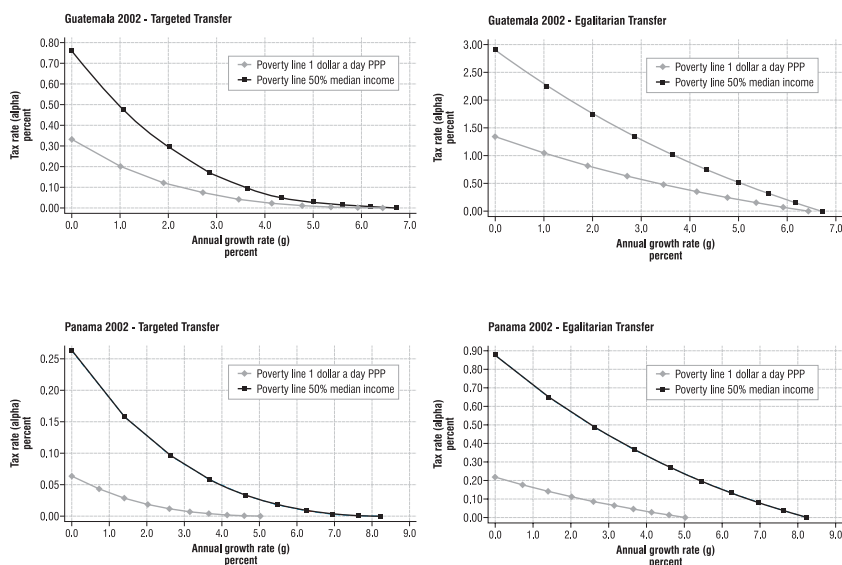 Guatemala 2002 - Targeted Transfer
0.80
0.70
0.60
0.50
0.40
0.30
0.20
0.10
0.00
Tax rate (alpha)
percent
Poverty line 1 dollar a day PPP
Poverty line 50% median income
0.0 1.0 2.0 3.0 4.0 5.0 6.0 7.0
Annual growth rate (g)
percent
Guatemala 2002 - Egalitarian Transfer
3.00
2.50
2.00
1.50
1.00
0.50
0.00
Tax rate (alpha)
percent
Poverty line 1 dollar a day PPP
Poverty line 50% median income
0.0 1.0 2.0 3.0 4.0 5.0 6.0 7.0
Annual growth rate (g)
percent
Panama 2002 - Targeted Transfer
0.25
0.20
0.15
0.10
0.05
0.00
Tax rate (alpha)
percent
Poverty line 1 dollar a day PPP
Poverty line 50% median income
0.0 1.0 2.0 3.0 4.0 5.0 6.0 7.0 8.0 9.0
Annual growth rate (g)
percent
Panama 2002 - Egalitarian Transfer
0.90
0.80
0.70
0.60
0.50
0.40
0.30
0.20
0.10
0.00
Tax rate (alpha)
percent
Poverty line 1 dollar a day PPP
Poverty line 50% median income
0.0 1.0 2.0 3.0 4.0 5.0 6.0 7.0 8.0 9.0
Annual growth rate (g)
percent